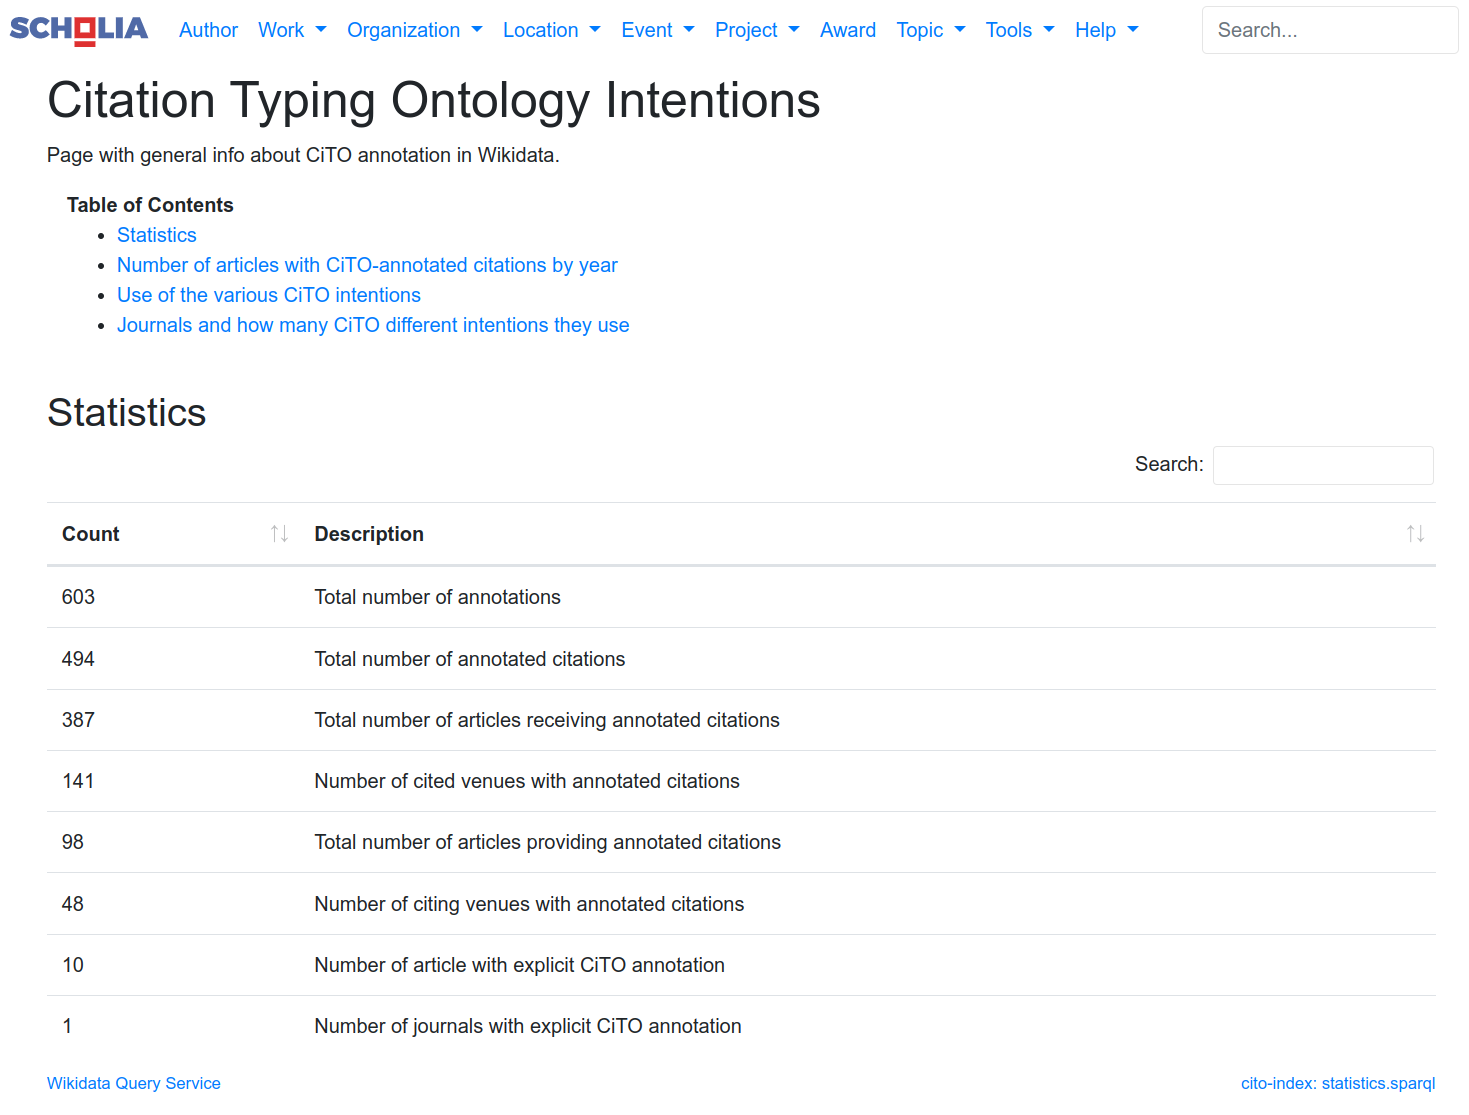 SCHOLIA Author Work Organization Location Event Project Award Topic Tools Help Search...
Citation Typing Ontology Intentions
Page with general info about CiTO annotation in Wikidata.
Table of Contents
Statistics
Number of articles with CiTO-annotated citations by year
Use of the various CiTO intentions
Journals and how many CiTO different intentions they use
Statistics
Search:
Count Description
603 Total number of annotations
494 Total number of annotated citations
387 Total number of articles receiving annotated citations
141 Number of cited venues with annotated citations
98 Total number of articles providing annotated citations
48 Number of citing venues with annotated citations
10 Number of article with explicit CiTO annotation
1 Number of journals with explicit CiTO annotation
Wikidata Query Service cito-index: statistics.sparql